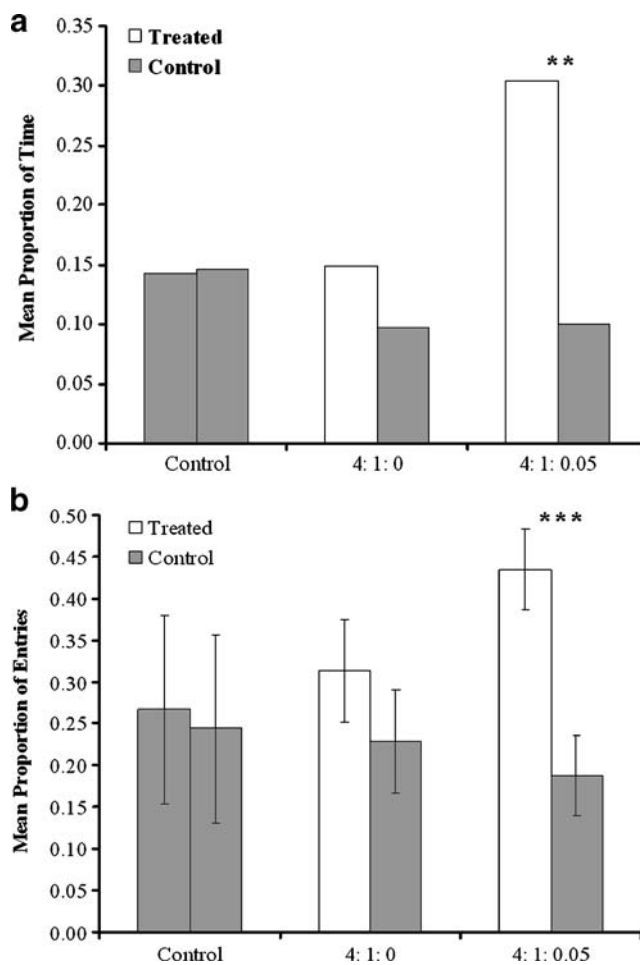 a
Mean Proportion of Time
0.35
0.30
0.25
0.20
0.15
0.10
0.05
0.00
Treated
Control
**
Control
4: 1: 0
4: 1: 0.05
b
Mean Proportion of Entries
0.50
0.45
0.40
0.35
0.30
0.25
0.20
0.15
0.10
0.05
0.00
Treated
Control
***
Control
4: 1: 0
4: 1: 0.05